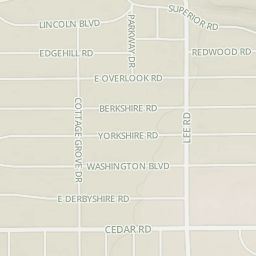 SUPERIOR RD
LINCOLN BLVD
PARKWAY DR
EDGEHILL RD
REDWOOD RD
E OVERLOOK RD
BERKSHIRE RD
COTTAGE GROVE DR
LEE RD
YORKSHIRE RD
WASHINGTON BLVD
E DERBYSHIRE RD
CEDAR RD